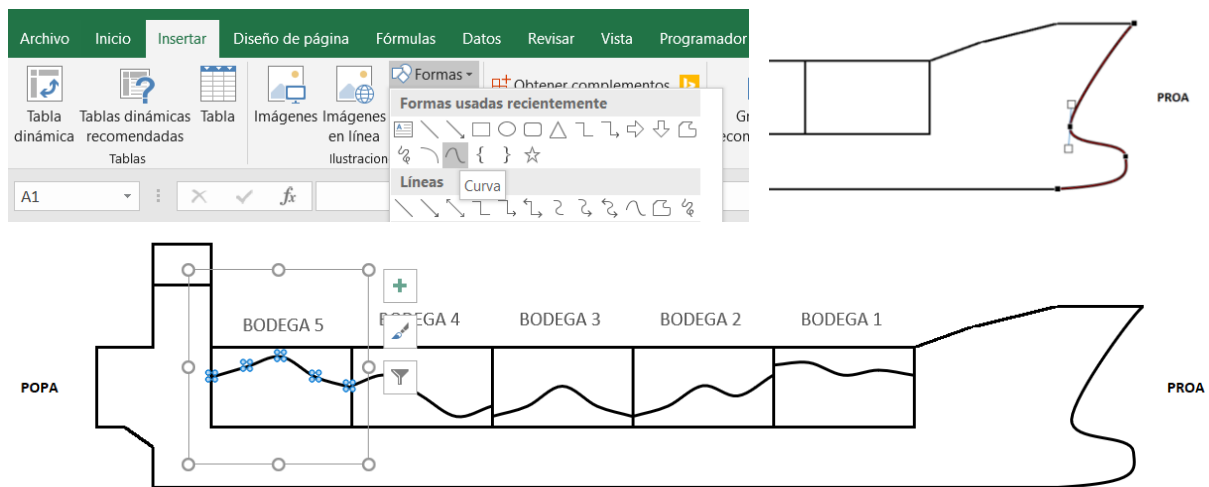 Archivo Inicio Insertar Diseño de página Fórmulas Datos Revisar Vista Programador
Formas
Obtener complementos
Formas usadas recientemente
Tabla dinámica
Tablas dinámicas recomendadas
Tabla
Imágenes
Imágenes en línea
Tablas
Líneas
Curva
A1
fx
PROA
BODEGA 5
BODEGA 3
BODEGA 2
BODEGA 1
POPA
PROA